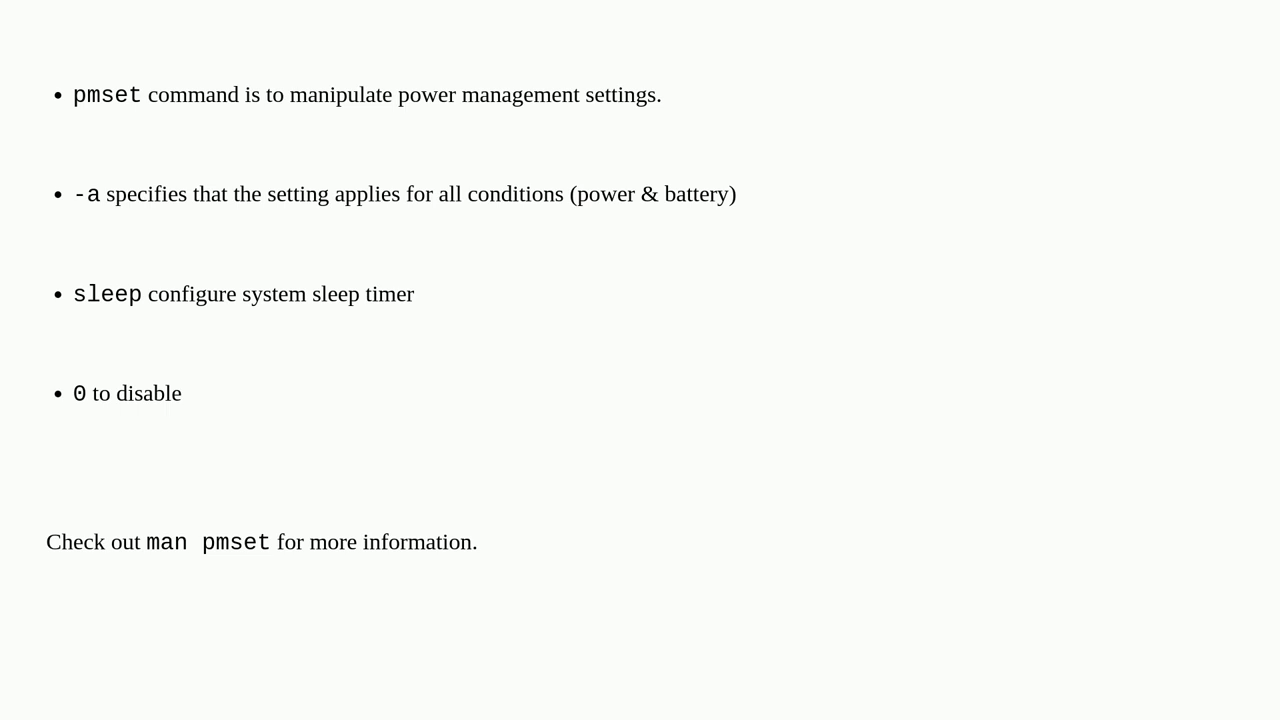 • pmset command is to manipulate power management settings.
• -a specifies that the setting applies for all conditions (power & battery)
• sleep configure system sleep timer
• 0 to disable
Check out man pmset for more information.